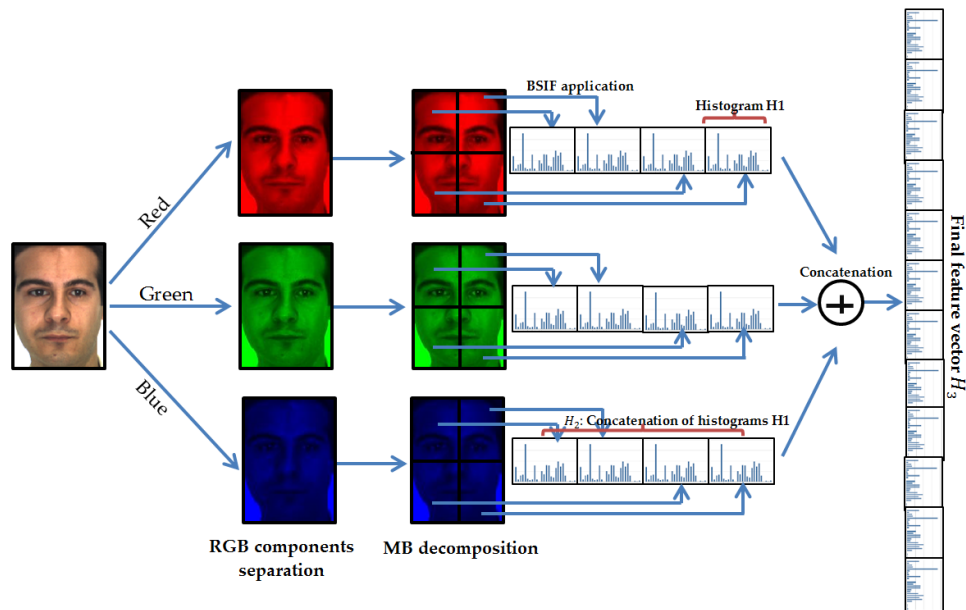 BSIF application
Histogram H1
Red
Green
Blue
Concatenation
H₂: Concatenation of histograms H1
RGB components
separation
MB decomposition
Final feature vector H₃